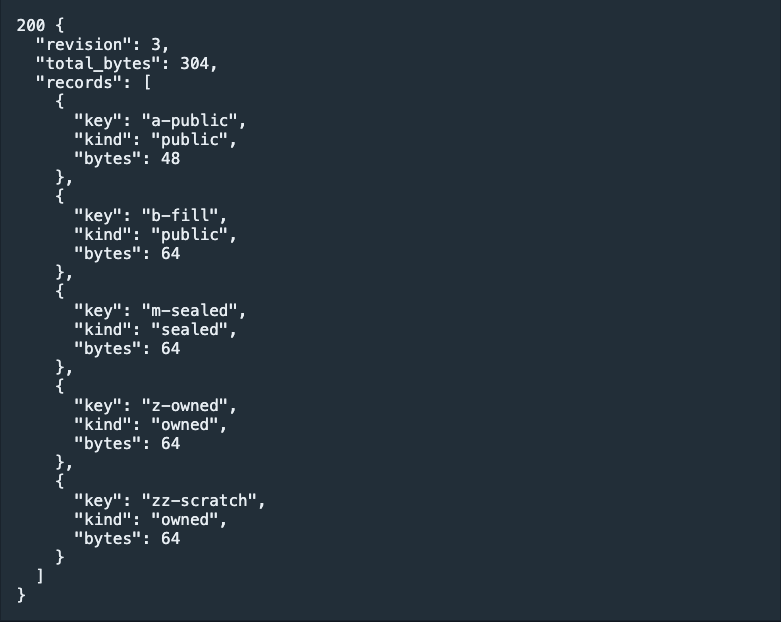 200 {
  "revision": 3,
  "total_bytes": 304,
  "records": [
    {
      "key": "a-public",
      "kind": "public",
      "bytes": 48
    },
    {
      "key": "b-fill",
      "kind": "public",
      "bytes": 64
    },
    {
      "key": "m-sealed",
      "kind": "sealed",
      "bytes": 64
    },
    {
      "key": "z-owned",
      "kind": "owned",
      "bytes": 64
    },
    {
      "key": "zz-scratch",
      "kind": "owned",
      "bytes": 64
    }
  ]
}